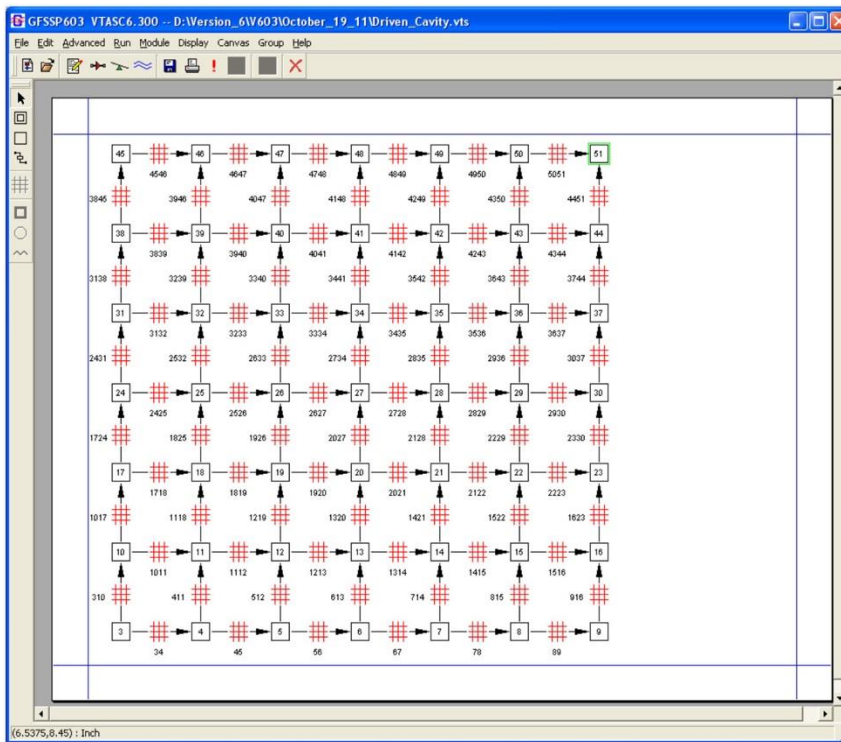 GFSSP603 VTASC6.300 -- D:\Version_6\V603\October_19_11\Driven_Cavity.vts
File Edit Advanced Run Module Display Canvas Group Help
45 46 47 48 49 50 51
4546 4647 4748 4849 4950 5051
3845 3946 4047 4148 4249 4350 4451
38 39 40 41 42 43 44
3839 3940 4041 4142 4243 4344
3138 3239 3340 3441 3542 3643 3744
31 32 33 34 35 36 37
3132 3233 3334 3435 3536 3637
2431 2532 2633 2734 2835 2936 3037
24 25 26 27 28 29 30
2425 2526 2627 2728 2829 2930
1724 1825 1926 2027 2128 2229 2330
17 18 19 20 21 22 23
1718 1819 1920 2021 2122 2223
1017 1118 1219 1320 1421 1522 1623
10 11 12 13 14 15 16
1011 1112 1213 1314 1415 1516
310 411 512 613 714 815 916
3 4 5 6 7 8 9
34 45 56 67 78 89
(6.5375,8.45) : Inch